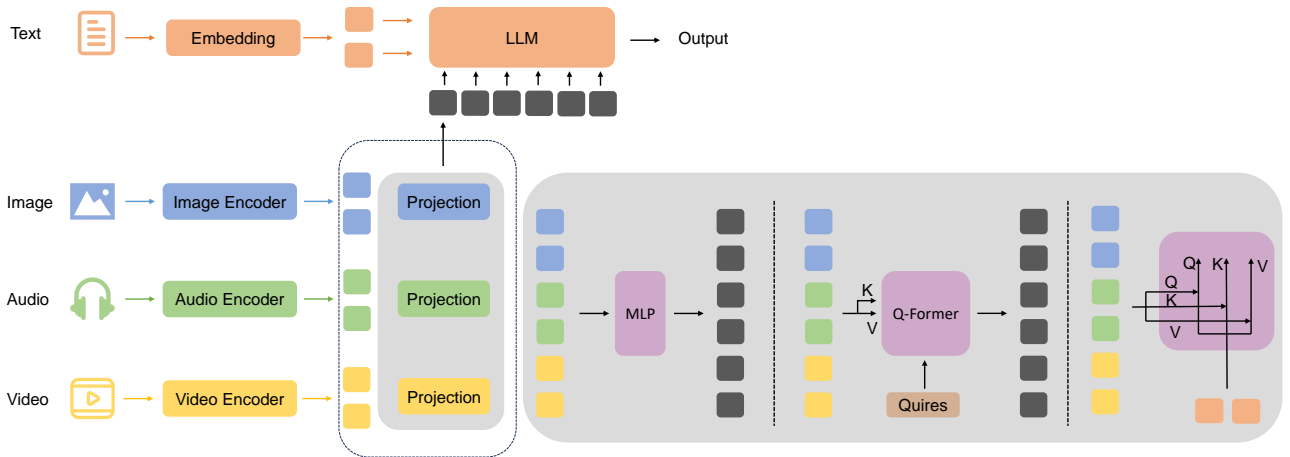 Text
Embedding
LLM
Output
Image
Image Encoder
Projection
Audio
Audio Encoder
Projection
Video
Video Encoder
Projection
MLP
K
V
Q-Former
Quires
Q
K
V
Q
K
V